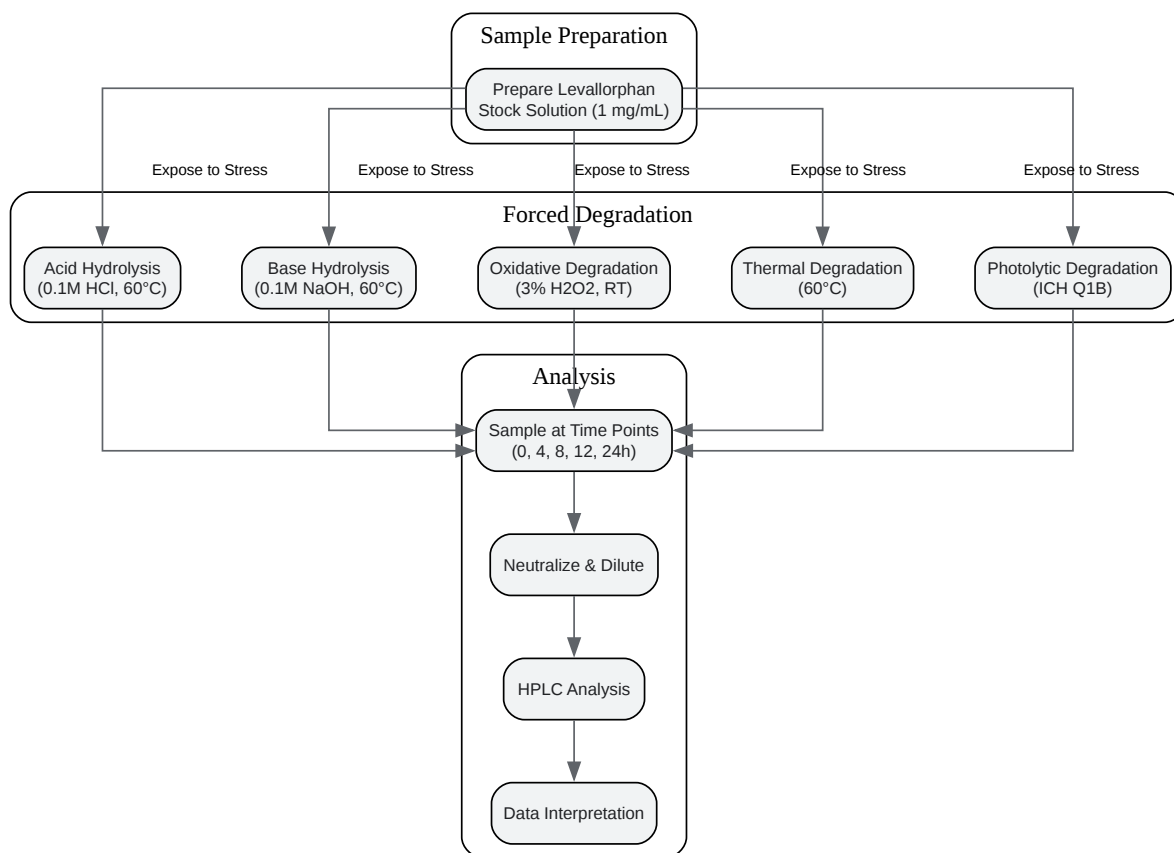 Sample Preparation
Prepare Levallorphan
Stock Solution (1 mg/mL)
Expose to Stress
Expose to Stress
Expose to Stress
Expose to Stress
Expose to Stress
Forced Degradation
Acid Hydrolysis
(0.1M HCl, 60°C)
Base Hydrolysis
(0.1M NaOH, 60°C)
Oxidative Degradation
(3% H2O2, RT)
Thermal Degradation
(60°C)
Photolytic Degradation
(ICH Q1B)
Analysis
Sample at Time Points
(0, 4, 8, 12, 24h)
Neutralize & Dilute
HPLC Analysis
Data Interpretation